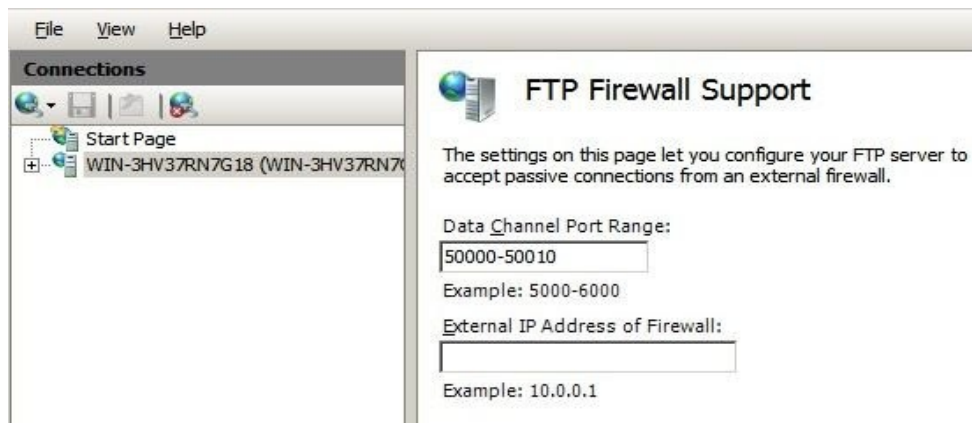 File View Help
Connections
Start Page
WIN-3HV37RN7G18 (WIN-3HV37RN7
FTP Firewall Support
The settings on this page let you configure your FTP server to
accept passive connections from an external firewall.
Data Channel Port Range:
50000-50010
Example: 5000-6000
External IP Address of Firewall:
Example: 10.0.0.1